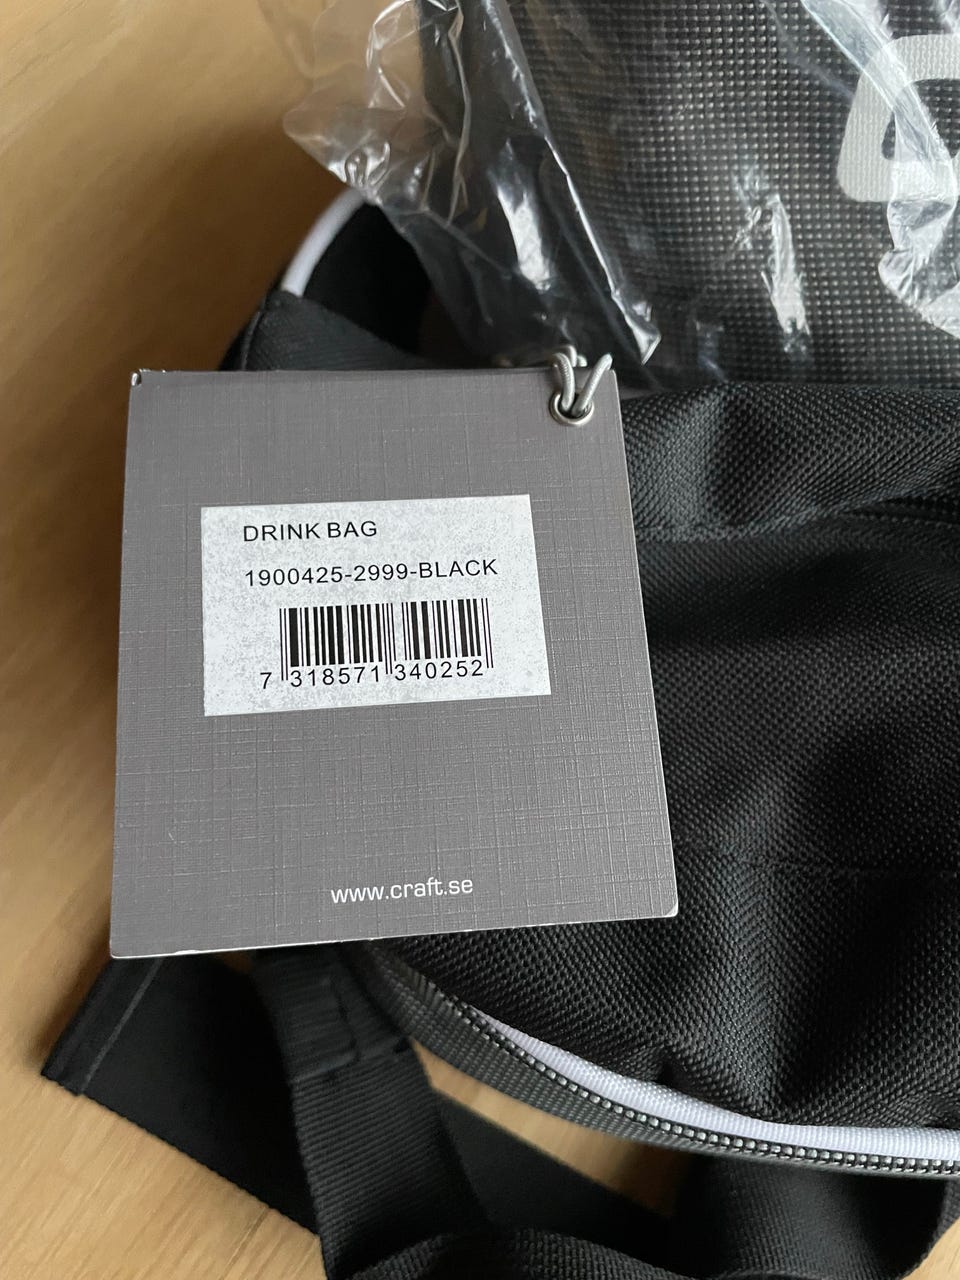 DRINK BAG
1900425-2999-BLACK
7 318571 340252
www.craft.se